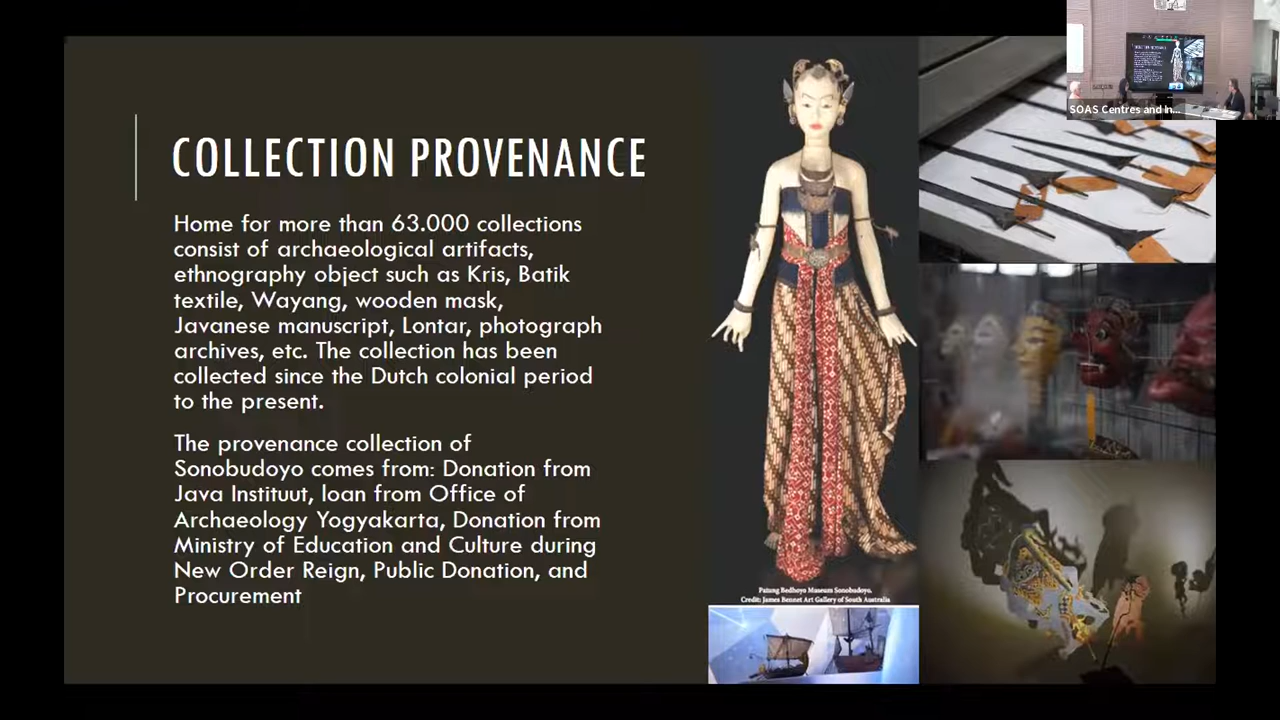 COLLECTION PROVENANCE
Home for more than 63.000 collections
consist of archaeological artifacts,
ethnography object such as Kris, Batik
textile, Wayang, wooden mask,
Javanese manuscript, Lontar, photograph
archives, etc. The collection has been
collected since the Dutch colonial period
to the present.
The provenance collection of
Sonobudoyo comes from: Donation from
Java Instituut, loan from Office of
Archaeology Yogyakarta, Donation from
Ministry of Education and Culture during
New Order Reign, Public Donation, and
Procurement
Patung Bedhoyo Museum Sonobudoyo,
Credit: James Bennet Art Gallery of South Australia
SOAS Centres and In...